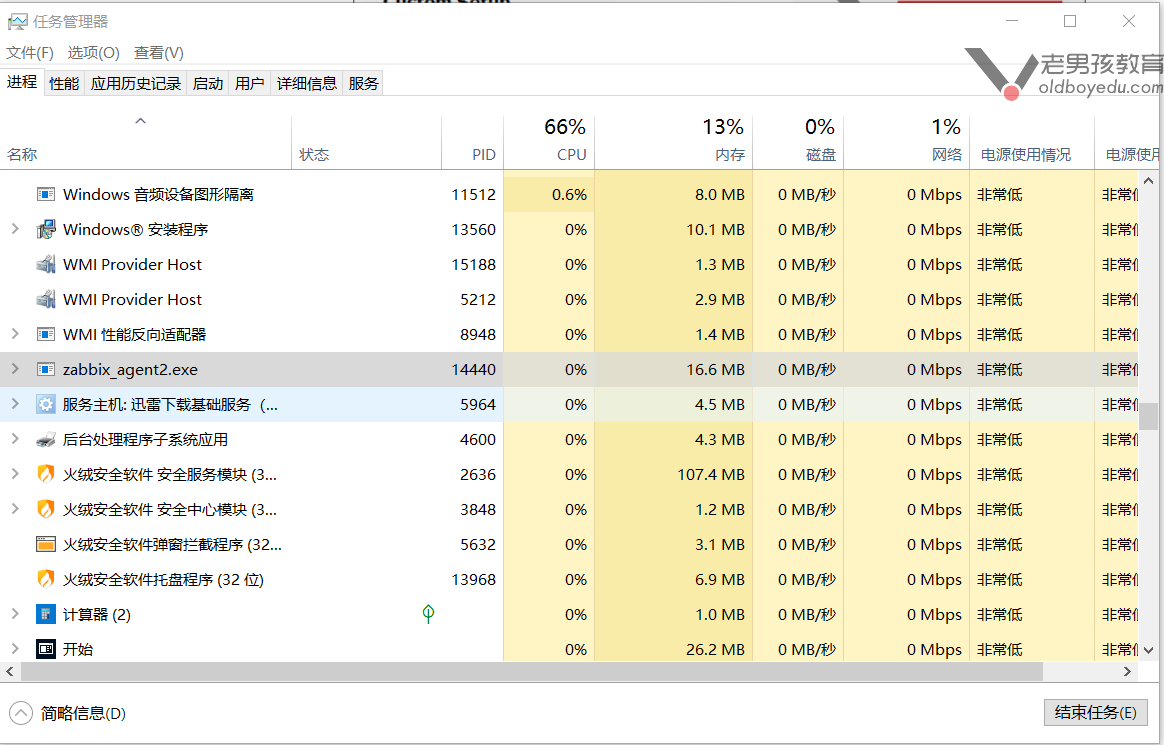 任务管理器
文件(F) 选项(O) 查看(V)
进程 性能 应用历史记录 启动 用户 详细信息 服务
老男孩教育
oldboyedu.com
66% 13% 0% 1%
名称 状态 PID CPU 内存 磁盘 网络 电源使用情况 电源使用
Windows 音频设备图形隔离 11512 0.6% 8.0 MB 0 MB/秒 0 Mbps 非常低 非常低
Windows® 安装程序 13560 0% 10.1 MB 0 MB/秒 0 Mbps 非常低 非常低
WMI Provider Host 15188 0% 1.3 MB 0 MB/秒 0 Mbps 非常低 非常低
WMI Provider Host 5212 0% 2.9 MB 0 MB/秒 0 Mbps 非常低 非常低
WMI 性能反向适配器 8948 0% 1.4 MB 0 MB/秒 0 Mbps 非常低 非常低
zabbix_agent2.exe 14440 0% 16.6 MB 0 MB/秒 0 Mbps 非常低 非常低
服务主机: 迅雷下载基础服务 (... 5964 0% 4.5 MB 0 MB/秒 0 Mbps 非常低 非常低
后台处理程序子系统应用 4600 0% 4.3 MB 0 MB/秒 0 Mbps 非常低 非常低
火绒安全软件 安全服务模块 (3... 2636 0% 107.4 MB 0 MB/秒 0 Mbps 非常低 非常低
火绒安全软件 安全中心模块 (3... 3848 0% 1.2 MB 0 MB/秒 0 Mbps 非常低 非常低
火绒安全软件弹窗拦截程序 (32... 5632 0% 3.1 MB 0 MB/秒 0 Mbps 非常低 非常低
火绒安全软件托盘程序 (32 位) 13968 0% 6.9 MB 0 MB/秒 0 Mbps 非常低 非常低
计算器 (2) 0% 1.0 MB 0 MB/秒 0 Mbps 非常低 非常低
开始 0% 26.2 MB 0 MB/秒 0 Mbps 非常低 非常低
简略信息(D) 结束任务(E)